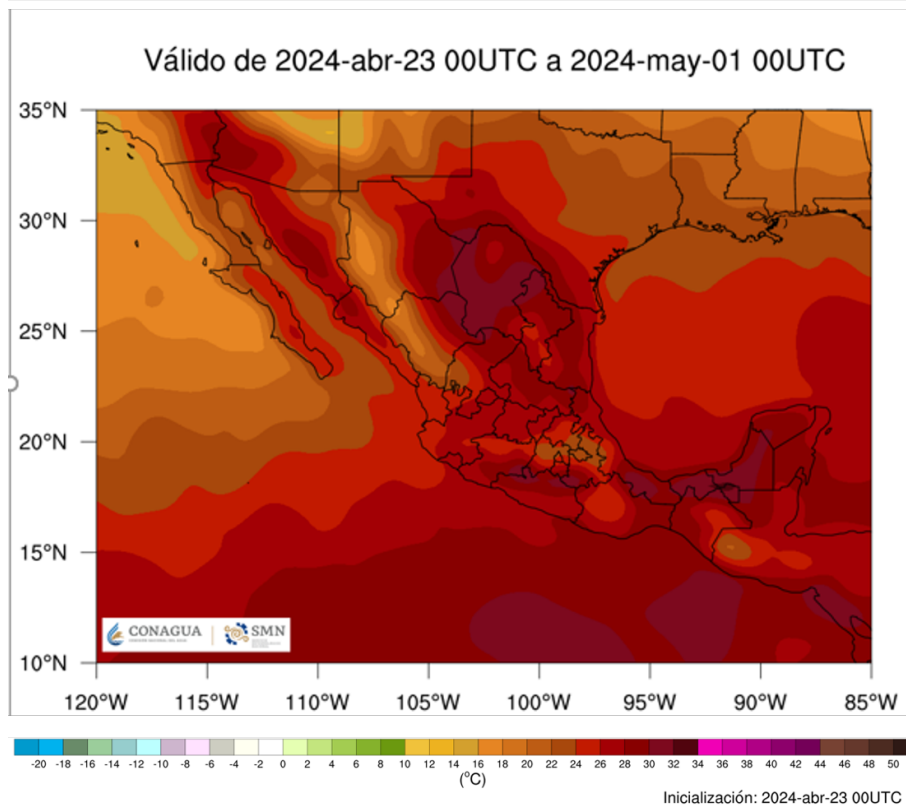 Válido de 2024-abr-23 00UTC a 2024-may-01 00UTC
35°N
30°N
25°N
20°N
15°N
10°N
CONAGUA
SMN
120°W 115°W 110°W 105°W 100°W 95°W 90°W 85°W
-20 -18 -16 -14 -12 -10 -8 -6 -4 -2 0 2 4 6 8 10 12 14 16 18 20 22 24 26 28 30 32 34 36 38 40 42 44 46 48 50
(°C)
Inicialización: 2024-abr-23 00UTC